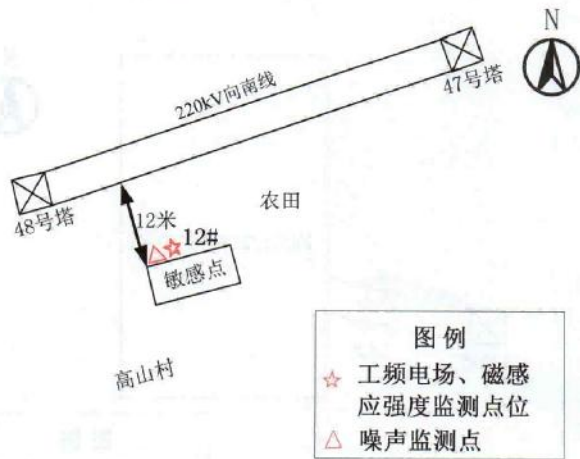 N
220kV向南线
47号塔
48号塔
农田
12米
12#
敏感点
高山村
图例
工频电场、磁感
应强度监测点位
噪声监测点